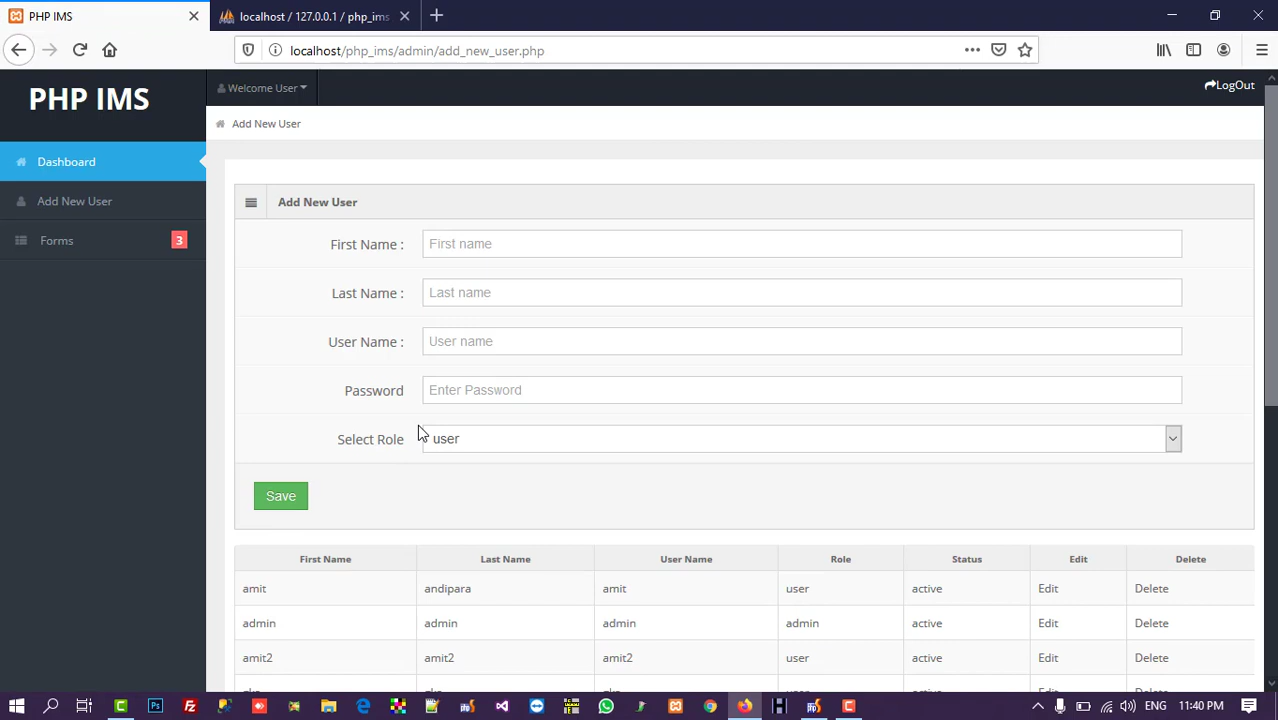 PHP IMS
localhost / 127.0.0.1 / php_ims
localhost/php_ims/admin/add_new_user.php
PHP IMS
Welcome User
LogOut
Add New User
Dashboard
Add New User
Forms 3
Add New User
First Name : First name
Last Name : Last name
User Name : User name
Password Enter Password
Select Role user
Save
First Name Last Name User Name Role Status Edit Delete
amit andipara amit user active Edit Delete
admin admin admin admin active Edit Delete
amit2 amit2 amit2 user active Edit Delete
ENG 11:40 PM